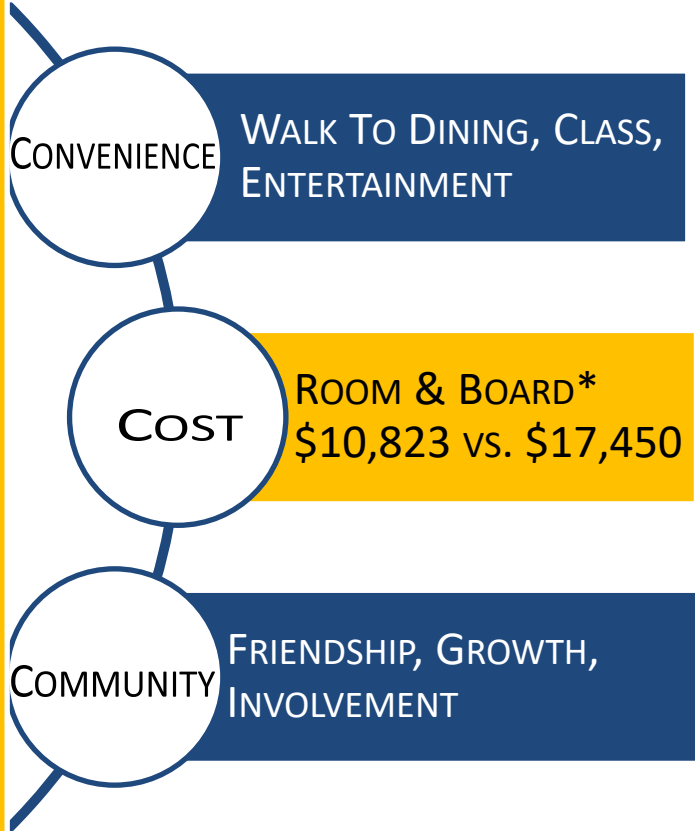 CONVENIENCE
WALK TO DINING, CLASS,
ENTERTAINMENT
COST
ROOM & BOARD*
$10,823 VS. $17,450
COMMUNITY
FRIENDSHIP, GROWTH,
INVOLVEMENT